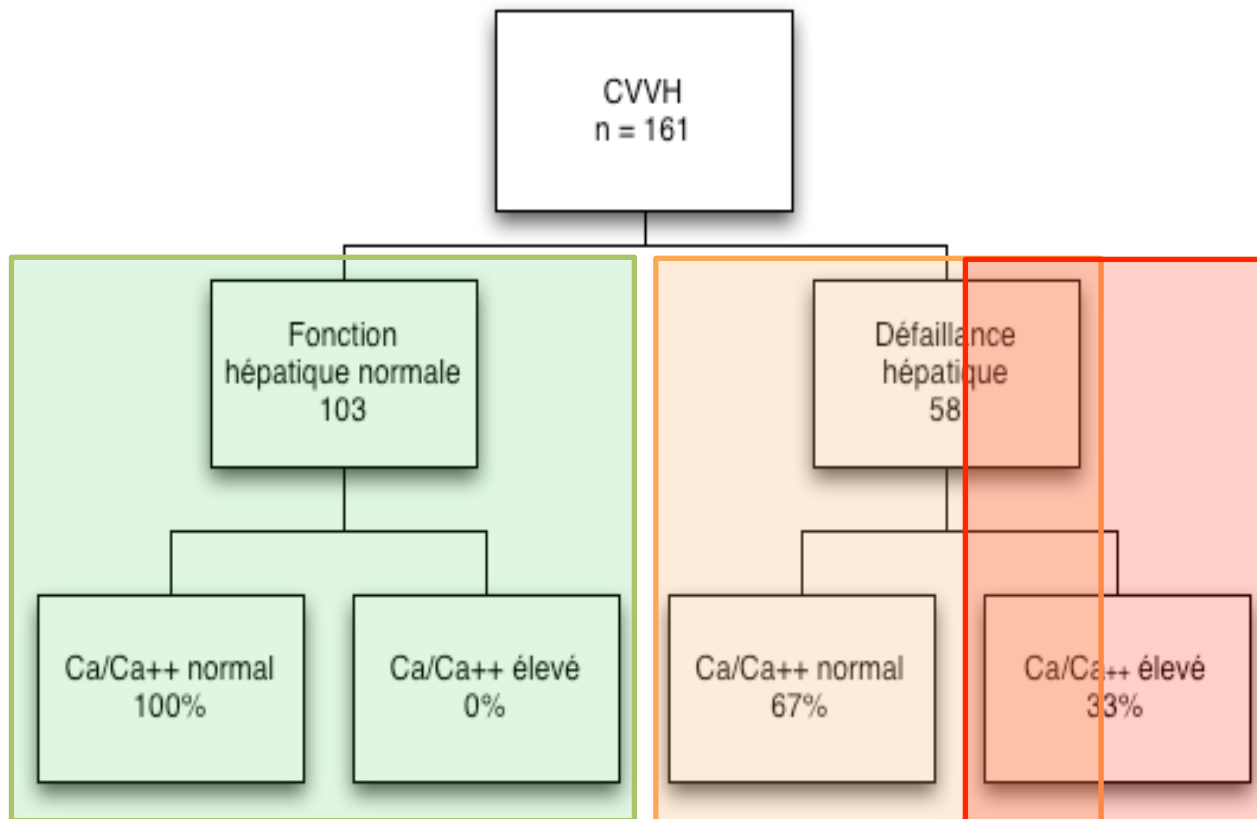 CVVH
n = 161
Fonction
hépatique normale
103
Défaillance
hépatique
58
Ca/Ca++ normal
100%
Ca/Ca++ élevé
0%
Ca/Ca++ normal
67%
Ca/Ca++ élevé
33%